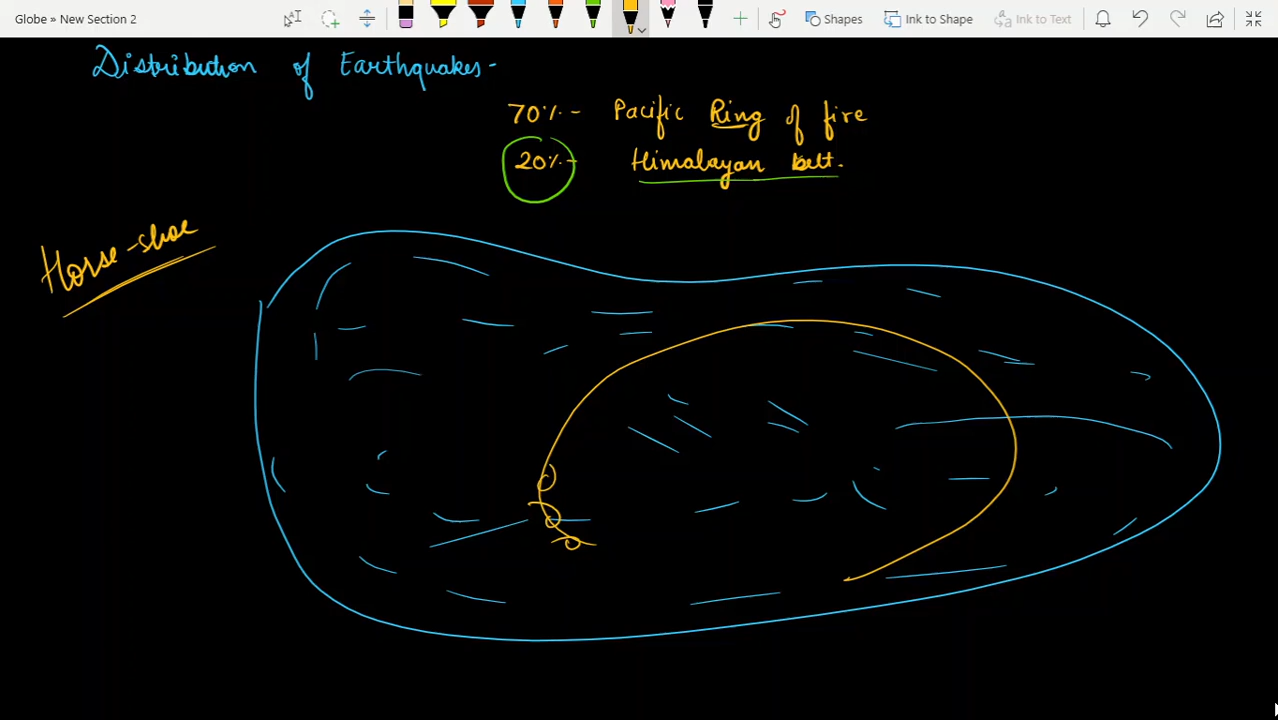 Globe » New Section 2
Shapes
Ink to Shape
Ink to Text
Distribution of Earthquakes-
70% - Pacific Ring of fire
20% - Himalayan belt.
Horse-shoe